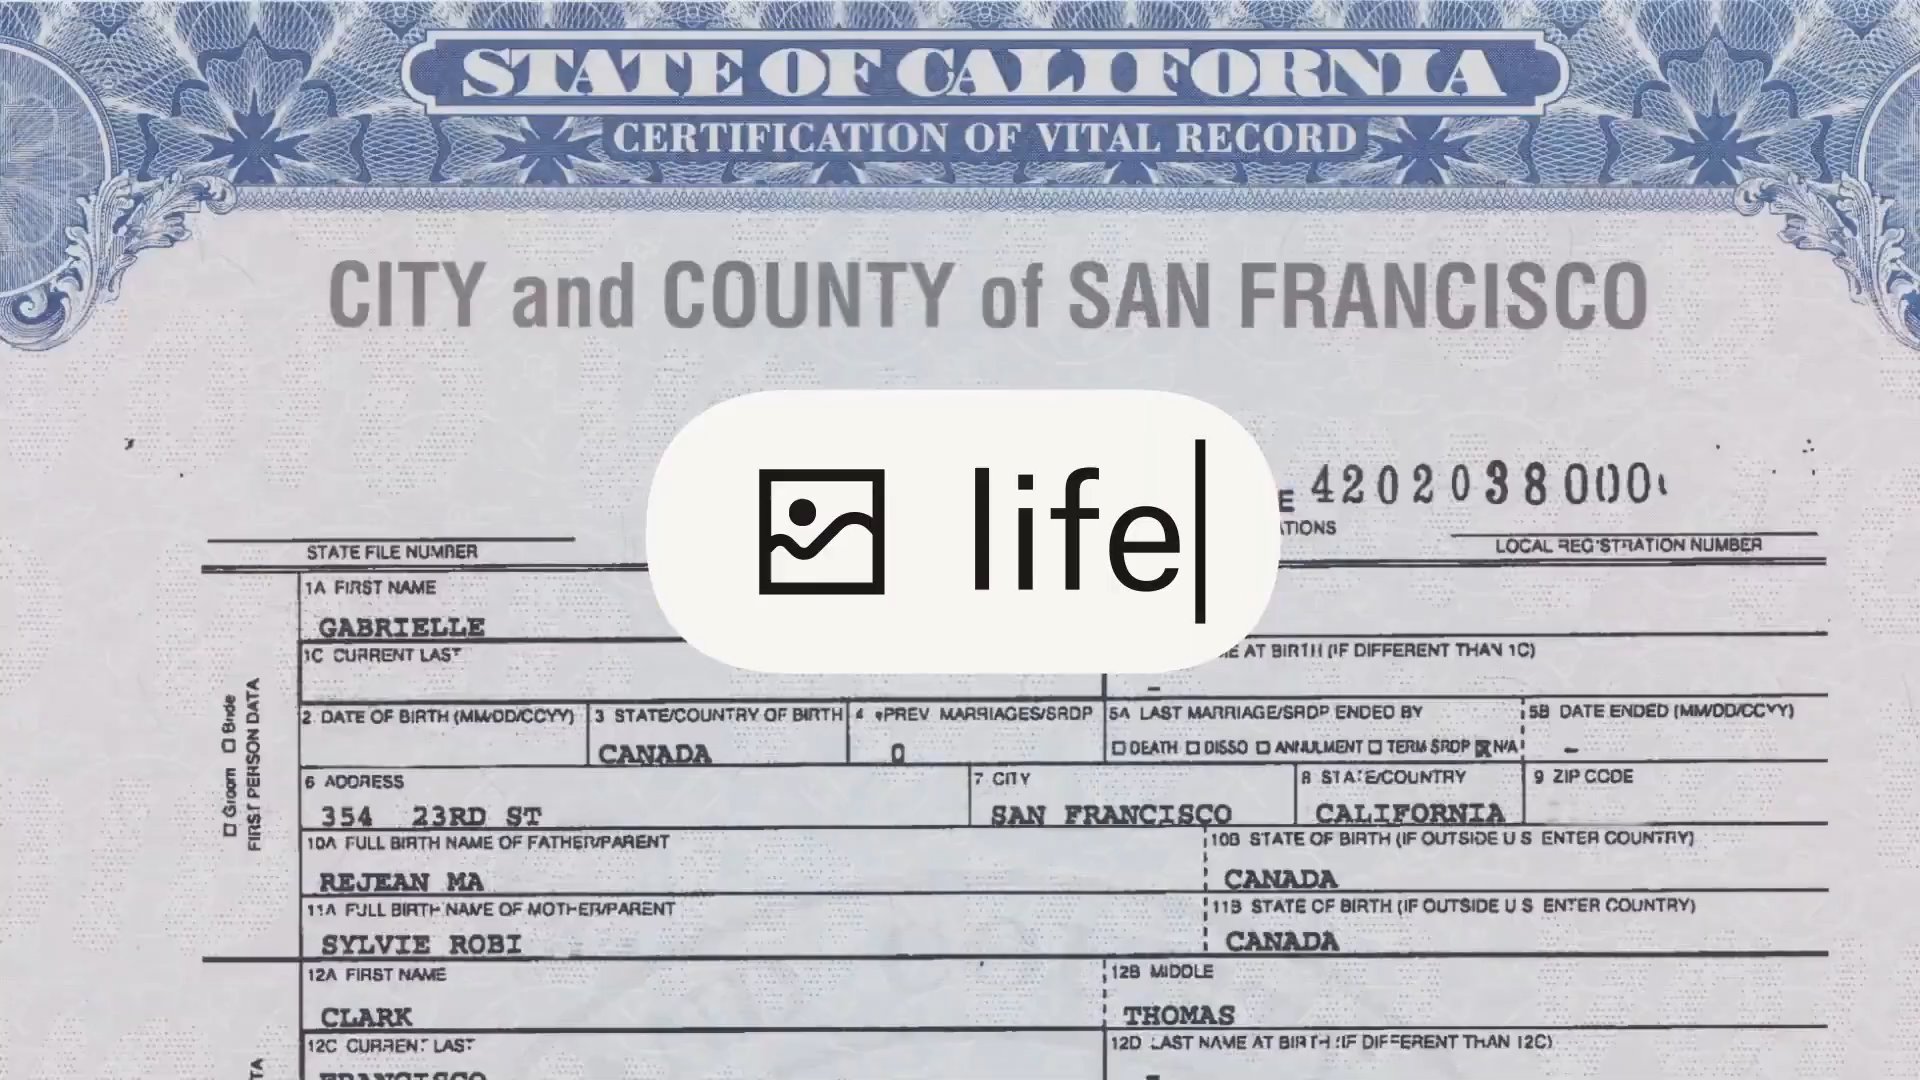 STATE OF CALIFORNIA
CERTIFICATION OF VITAL RECORD
CITY and COUNTY of SAN FRANCISCO
life
E 4202038000
STATE FILE NUMBER
LOCAL REGISTRATION NUMBER
1A FIRST NAME
GABRIELLE
1C CURRENT LAST
E AT BIRTH (IF DIFFERENT THAN 1C)
-
2 DATE OF BIRTH (MM/DD/CCYY) 3 STATE/COUNTRY OF BIRTH 4 #PREV MARRIAGES/SRDP 5A LAST MARRIAGE/SRDP ENDED BY 5B DATE ENDED (MM/DD/CCYY)
CANADA 0 DEATH DISSO ANNULMENT TERM SRDP N/A -
6 ADDRESS 7 CITY 8 STATE/COUNTRY 9 ZIP CODE
354 23RD ST SAN FRANCISCO CALIFORNIA
Groom Bride
FIRST PERSON DATA
10A FULL BIRTH NAME OF FATHER/PARENT 10B STATE OF BIRTH (IF OUTSIDE U S ENTER COUNTRY)
REJEAN MA CANADA
11A FULL BIRTH NAME OF MOTHER/PARENT 11B STATE OF BIRTH (IF OUTSIDE U S ENTER COUNTRY)
SYLVIE ROBI CANADA
12A FIRST NAME 12B MIDDLE
CLARK THOMAS
12C CURRENT LAST 12D LAST NAME AT BIRTH (IF DIFFERENT THAN 12C)
FRANCISCO -